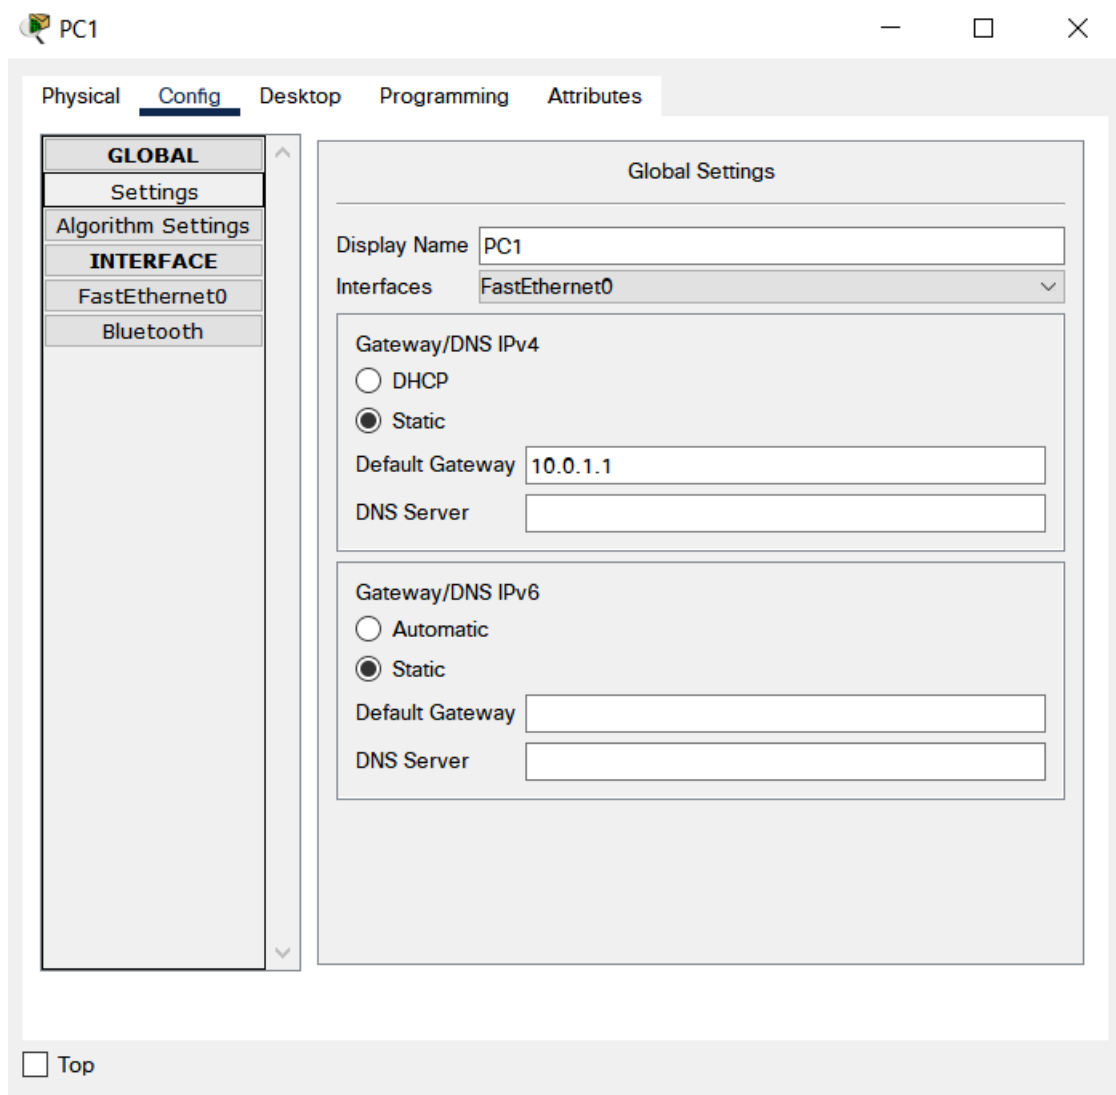 PC1
Physical Config Desktop Programming Attributes
GLOBAL
Settings
Algorithm Settings
INTERFACE
FastEthernet0
Bluetooth
Global Settings
Display Name PC1
Interfaces FastEthernet0
Gateway/DNS IPv4
DHCP
Static
Default Gateway 10.0.1.1
DNS Server
Gateway/DNS IPv6
Automatic
Static
Default Gateway
DNS Server
Top